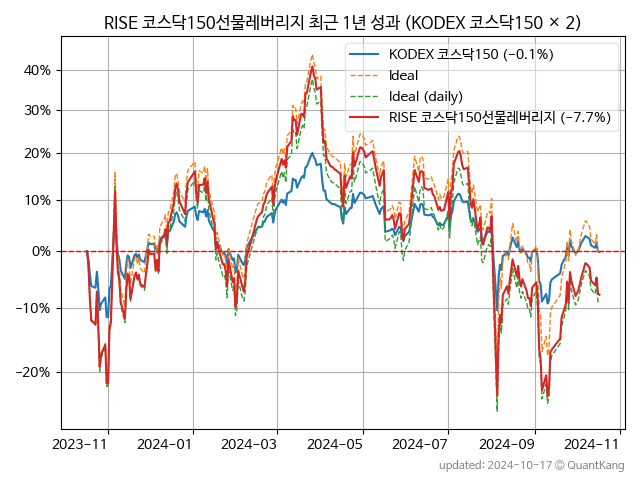 RISE 코스닥150선물레버리지 최근 1년 성과 (KODEX 코스닥150 × 2)
KODEX 코스닥150 (−0.1%)
Ideal
Ideal (daily)
RISE 코스닥150선물레버리지 (−7.7%)
40%
30%
20%
10%
0%
−10%
−20%
2023−11 2024−01 2024−03 2024−05 2024−07 2024−09 2024−11
updated: 2024-10-17 © QuantKang